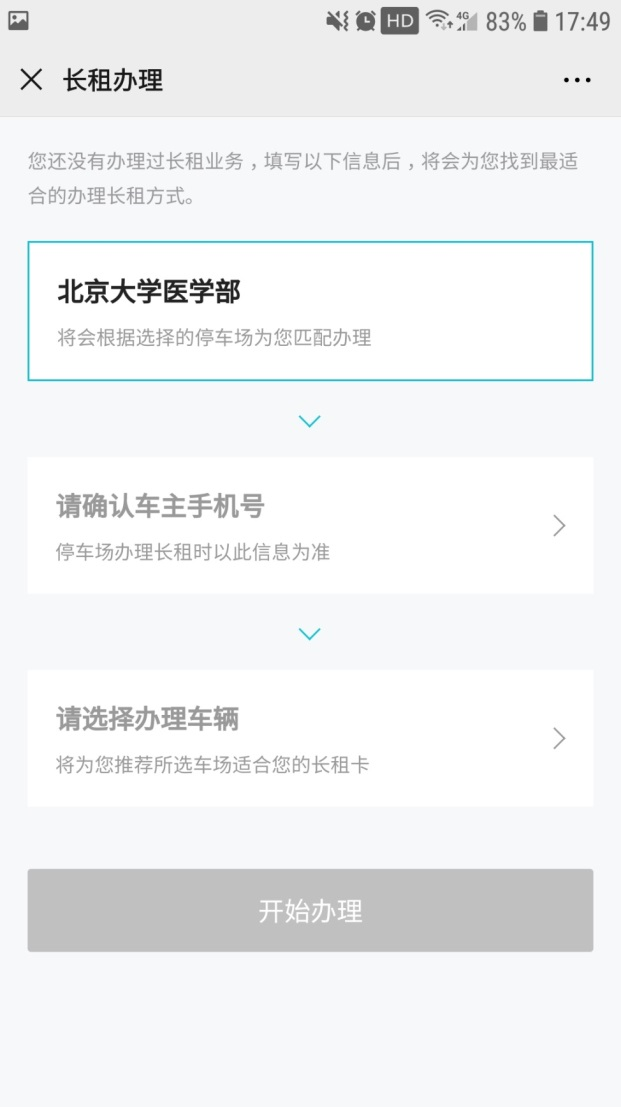 HD 4G 83% 17:49
长租办理
您还没有办理过长租业务，填写以下信息后，将会为您找到最适
合的办理长租方式。
北京大学医学部
将会根据选择的停车场为您匹配办理
请确认车主手机号
停车场办理长租时以此信息为准
请选择办理车辆
将为您推荐所选车场适合您的长租卡
开始办理